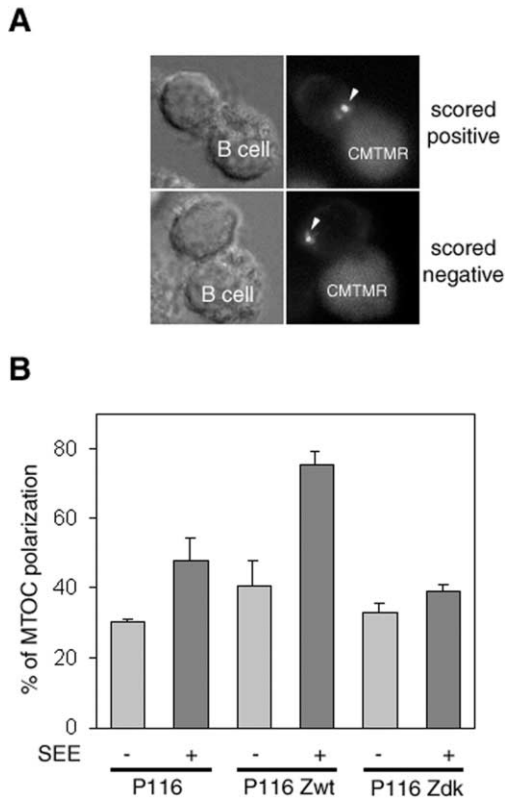 A
B cell
CMTMR
scored
positive
B cell
CMTMR
scored
negative
B
% of MTOC polarization
80
60
40
20
0
SEE - + - + - +
P116 P116 Zwt P116 Zdk